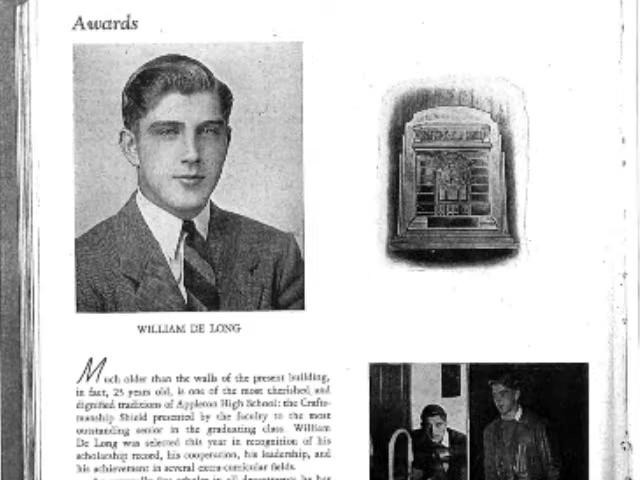 Awards
WILLIAM DE LONG
Much older than the walls of the present building,
in fact, 25 years old, is one of the most cherished and
dignified traditions of Appleton High School: the Crafts-
manship Shield presented by the faculty to the most
outstanding senior in the graduating class. William
De Long was selected this year in recognition of his
scholarship record, his cooperation, his leadership, and
his achievement in several extra-curricular fields.